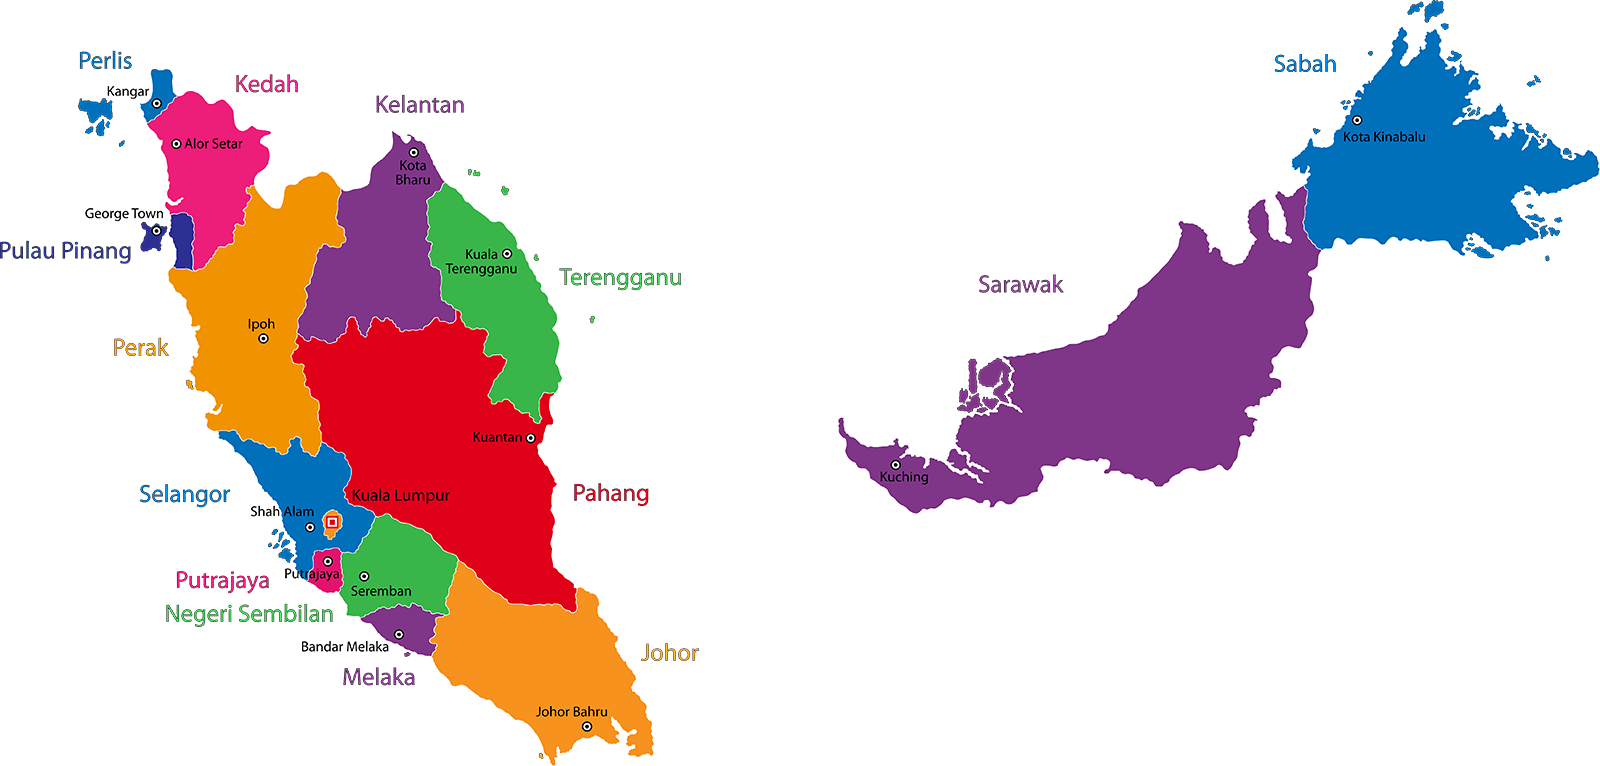 Perlis
Kangar
Kedah
Alor Setar
Kelantan
Kota
Bharu
George Town
Pulau Pinang
Kuala
Terengganu
Terengganu
Ipoh
Perak
Kuantan
Pahang
Selangor
Kuala Lumpur
Shah Alam
Putrajaya
Putrajaya
Seremban
Negeri Sembilan
Bandar Melaka
Melaka
Johor
Johor Bahru
Sabah
Kota Kinabalu
Sarawak
Kuching